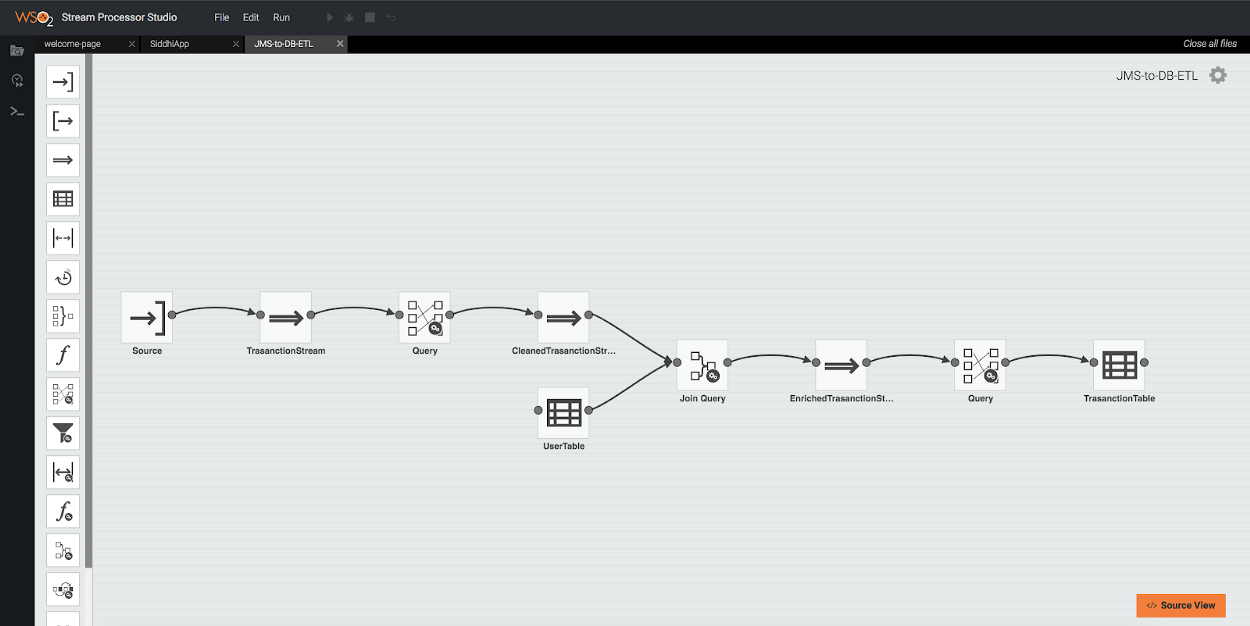 WSO2 Stream Processor Studio File Edit Run
welcome-page SiddhiApp JMS-to-DB-ETL Close all files
JMS-to-DB-ETL
Source TrasanctionStream Query CleanedTrasanctionStr...
Join Query EnrichedTrasanctionSt... Query TrasanctionTable
UserTable
</> Source View